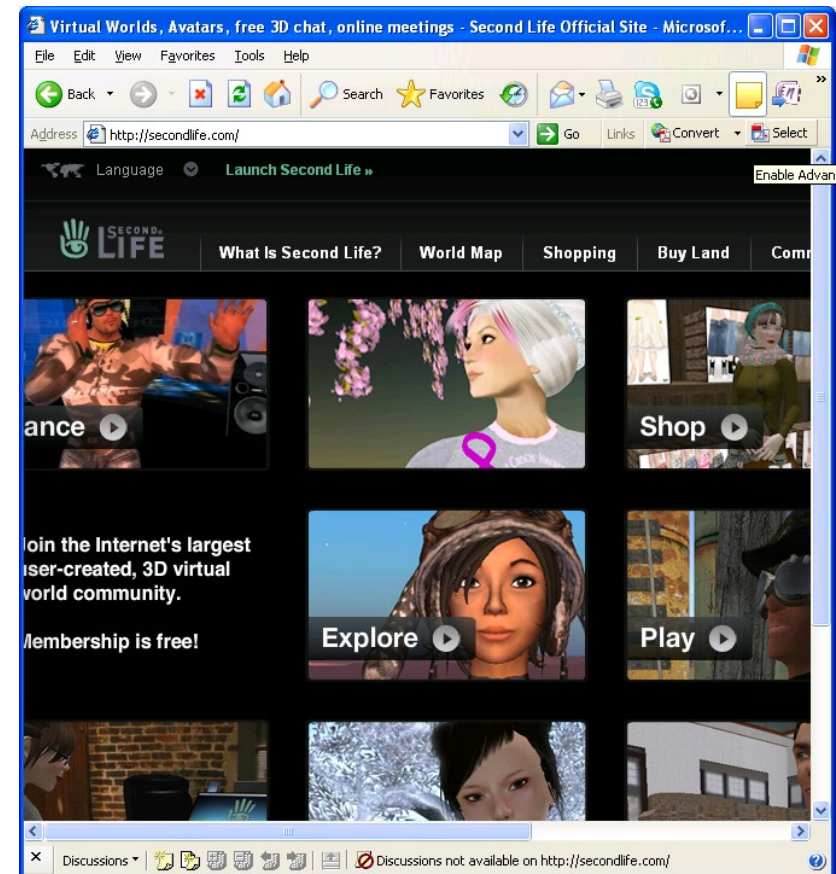 Virtual Worlds, Avatars, free 3D chat, online meetings - Second Life Official Site - Microsof...
File Edit View Favorites Tools Help
Back Search Favorites
Address http://secondlife.com/ Go Links Convert Select
Enable Advan
Language Launch Second Life »
SECOND LIFE What Is Second Life? World Map Shopping Buy Land Comm
ance Shop
Join the Internet's largest
user-created, 3D virtual
world community.
Membership is free!
Explore Play
Discussions Discussions not available on http://secondlife.com/